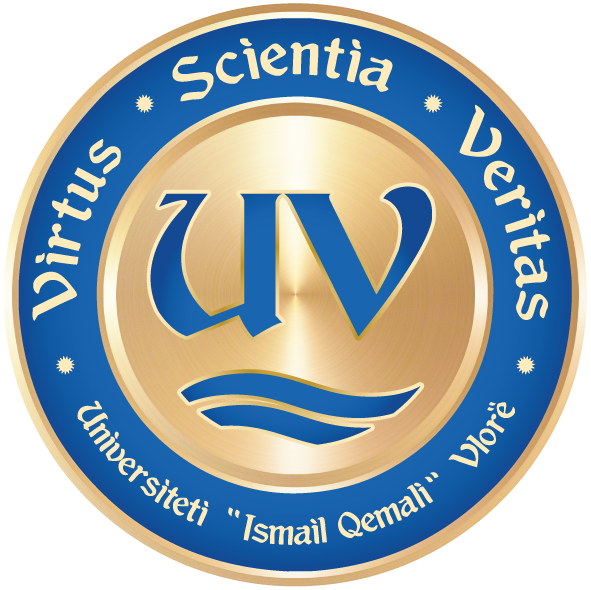 Virtus Scientia Veritas
UV
Universiteti "Ismail Qemali" Vlorë